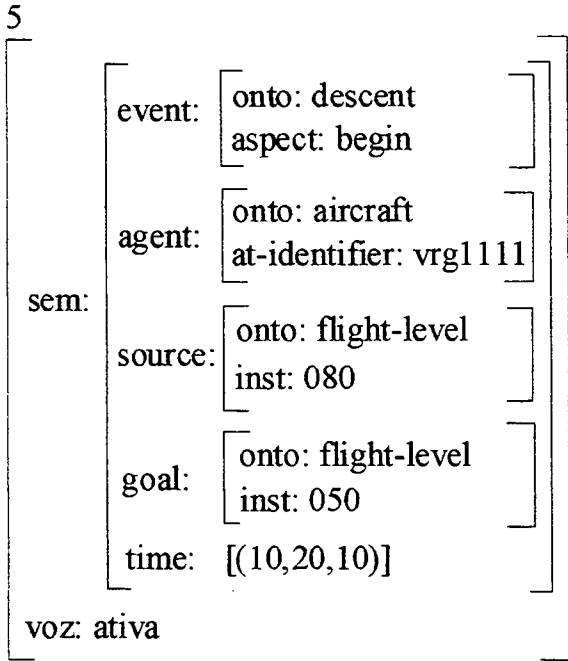 5
event: onto: descent
aspect: begin
agent: onto: aircraft
at-identifier: vrg1111
sem:
source: onto: flight-level
inst: 080
goal: onto: flight-level
inst: 050
time: [(10,20,10)]
voz: ativa